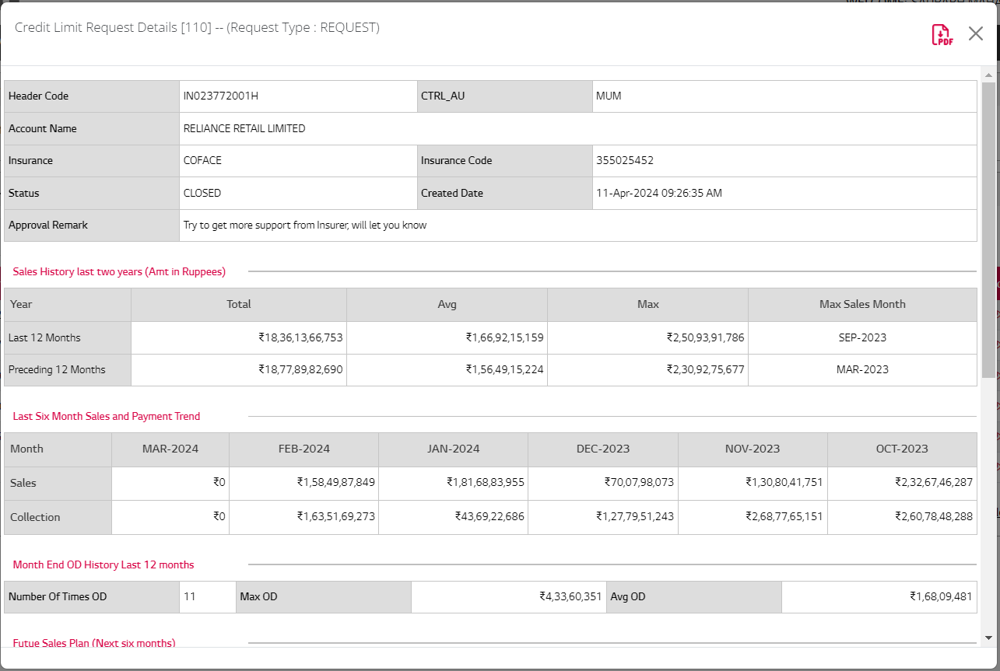 Credit Limit Request Details [110] -- (Request Type : REQUEST)
PDF
Header Code IN023772001H CTRL_AU MUM
Account Name RELIANCE RETAIL LIMITED
Insurance COFACE Insurance Code 355025452
Status CLOSED Created Date 11-Apr-2024 09:26:35 AM
Approval Remark Try to get more support from Insurer, will let you know
Sales History last two years (Amt in Ruppees)
Year Total Avg Max Max Sales Month
Last 12 Months ₹18,36,13,66,753 ₹1,66,92,15,159 ₹2,50,93,91,786 SEP-2023
Preceding 12 Months ₹18,77,89,82,690 ₹1,56,49,15,224 ₹2,30,92,75,677 MAR-2023
Last Six Month Sales and Payment Trend
Month MAR-2024 FEB-2024 JAN-2024 DEC-2023 NOV-2023 OCT-2023
Sales ₹0 ₹1,58,49,87,849 ₹1,81,68,83,955 ₹70,07,98,073 ₹1,30,80,41,751 ₹2,32,67,46,287
Collection ₹0 ₹1,63,51,69,273 ₹43,69,22,686 ₹1,27,79,51,243 ₹2,68,77,65,151 ₹2,60,78,48,288
Month End OD History Last 12 months
Number Of Times OD 11 Max OD ₹4,33,60,351 Avg OD ₹1,68,09,481
Futue Sales Plan (Next six months)